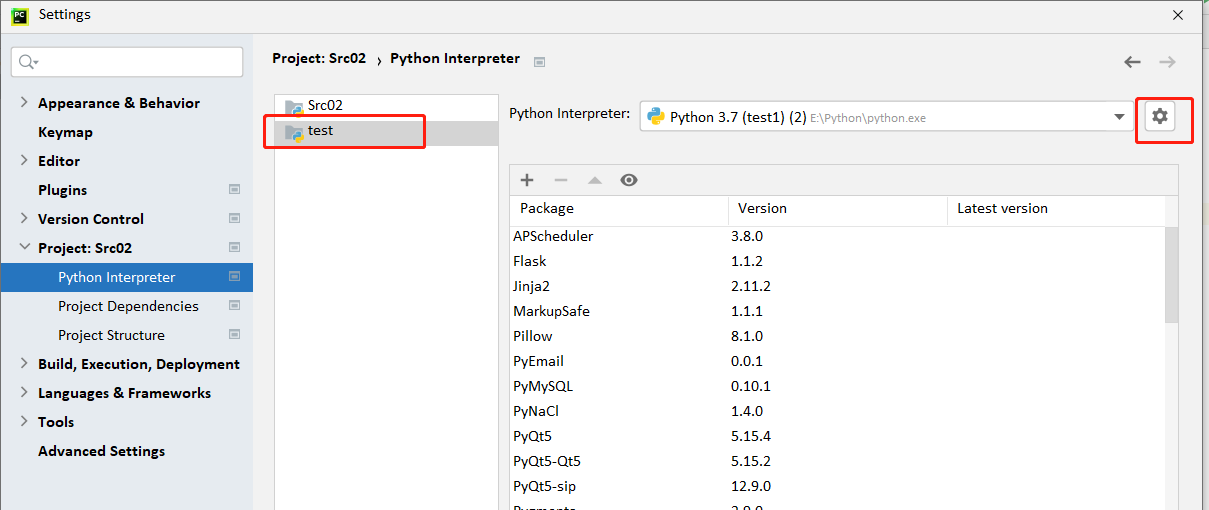 PC
Settings
Project: Src02 › Python Interpreter
Appearance & Behavior
Keymap
Editor
Plugins
Version Control
Project: Src02
Python Interpreter
Project Dependencies
Project Structure
Build, Execution, Deployment
Languages & Frameworks
Tools
Advanced Settings
Src02
test
Python Interpreter: Python 3.7 (test1) (2) E:\Python\python.exe
Package Version Latest version
APScheduler 3.8.0
Flask 1.1.2
Jinja2 2.11.2
MarkupSafe 1.1.1
Pillow 8.1.0
PyEmail 0.0.1
PyMySQL 0.10.1
PyNaCl 1.4.0
PyQt5 5.15.4
PyQt5-Qt5 5.15.2
PyQt5-sip 12.9.0